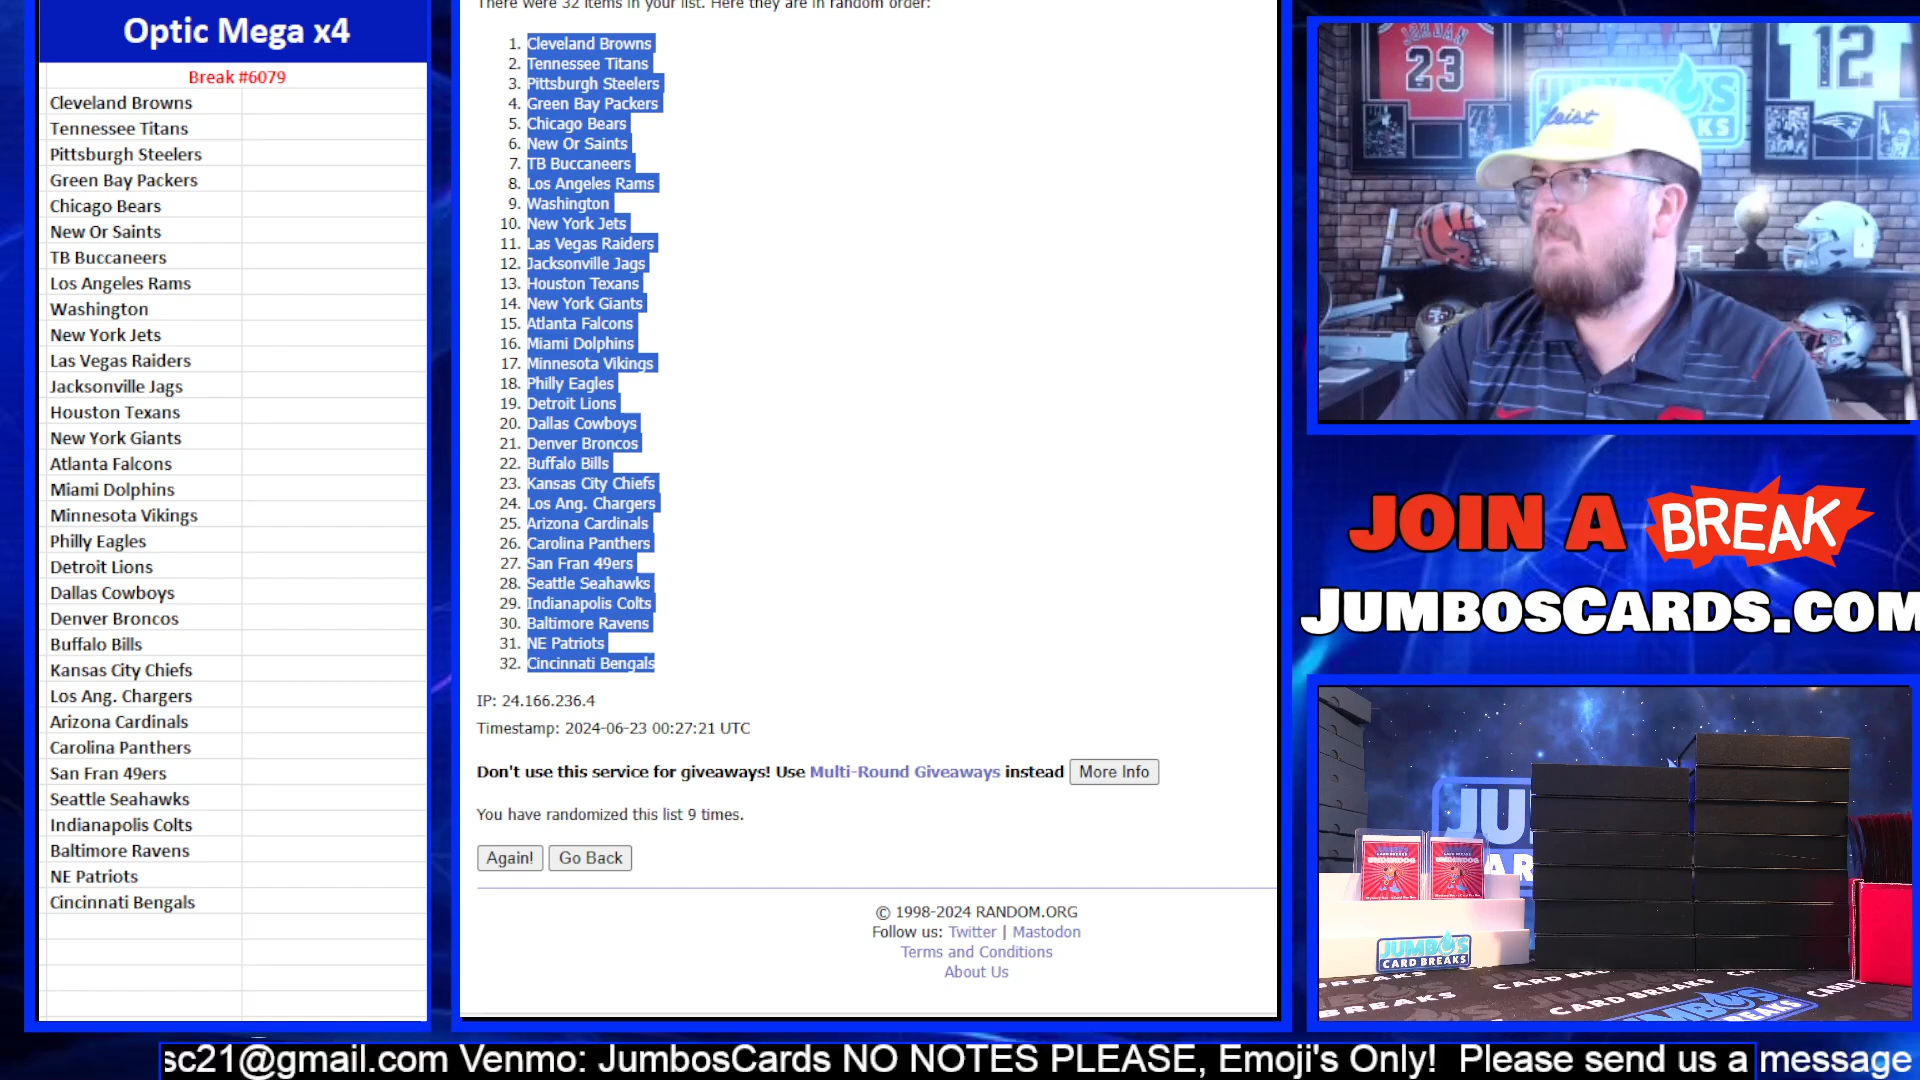 Optic Mega x4
Break #6079
Cleveland Browns
Tennessee Titans
Pittsburgh Steelers
Green Bay Packers
Chicago Bears
New Or Saints
TB Buccaneers
Los Angeles Rams
Washington
New York Jets
Las Vegas Raiders
Jacksonville Jags
Houston Texans
New York Giants
Atlanta Falcons
Miami Dolphins
Minnesota Vikings
Philly Eagles
Detroit Lions
Dallas Cowboys
Denver Broncos
Buffalo Bills
Kansas City Chiefs
Los Ang. Chargers
Arizona Cardinals
Carolina Panthers
San Fran 49ers
Seattle Seahawks
Indianapolis Colts
Baltimore Ravens
NE Patriots
Cincinnati Bengals
There were 32 items in your list. Here they are in random order:
1. Cleveland Browns
2. Tennessee Titans
3. Pittsburgh Steelers
4. Green Bay Packers
5. Chicago Bears
6. New Or Saints
7. TB Buccaneers
8. Los Angeles Rams
9. Washington
10. New York Jets
11. Las Vegas Raiders
12. Jacksonville Jags
13. Houston Texans
14. New York Giants
15. Atlanta Falcons
16. Miami Dolphins
17. Minnesota Vikings
18. Philly Eagles
19. Detroit Lions
20. Dallas Cowboys
21. Denver Broncos
22. Buffalo Bills
23. Kansas City Chiefs
24. Los Ang. Chargers
25. Arizona Cardinals
26. Carolina Panthers
27. San Fran 49ers
28. Seattle Seahawks
29. Indianapolis Colts
30. Baltimore Ravens
31. NE Patriots
32. Cincinnati Bengals
IP: 24.166.236.4
Timestamp: 2024-06-23 00:27:21 UTC
Don't use this service for giveaways! Use Multi-Round Giveaways instead More Info
You have randomized this list 9 times.
Again! Go Back
© 1998-2024 RANDOM.ORG
Follow us: Twitter | Mastodon
Terms and Conditions
About Us
JORDAN
23
12
JOIN A BREAK
JUMBOSCARDS.COM
UNDERDOG
UNDERDOG
JUMBO'S
CARD BREAKS
CARD BREAKS
sc21@gmail.com Venmo: JumbosCards NO NOTES PLEASE, Emoji's Only! Please send us a message